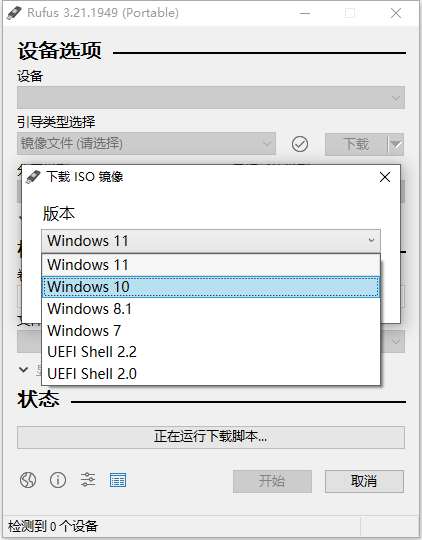 Rufus 3.21.1949 (Portable)
设备选项
设备
引导类型选择
镜像文件 (请选择)
下载
下载 ISO 镜像
版本
Windows 11
Windows 11
Windows 10
Windows 8.1
Windows 7
UEFI Shell 2.2
UEFI Shell 2.0
状态
正在运行下载脚本...
开始
取消
检测到 0 个设备